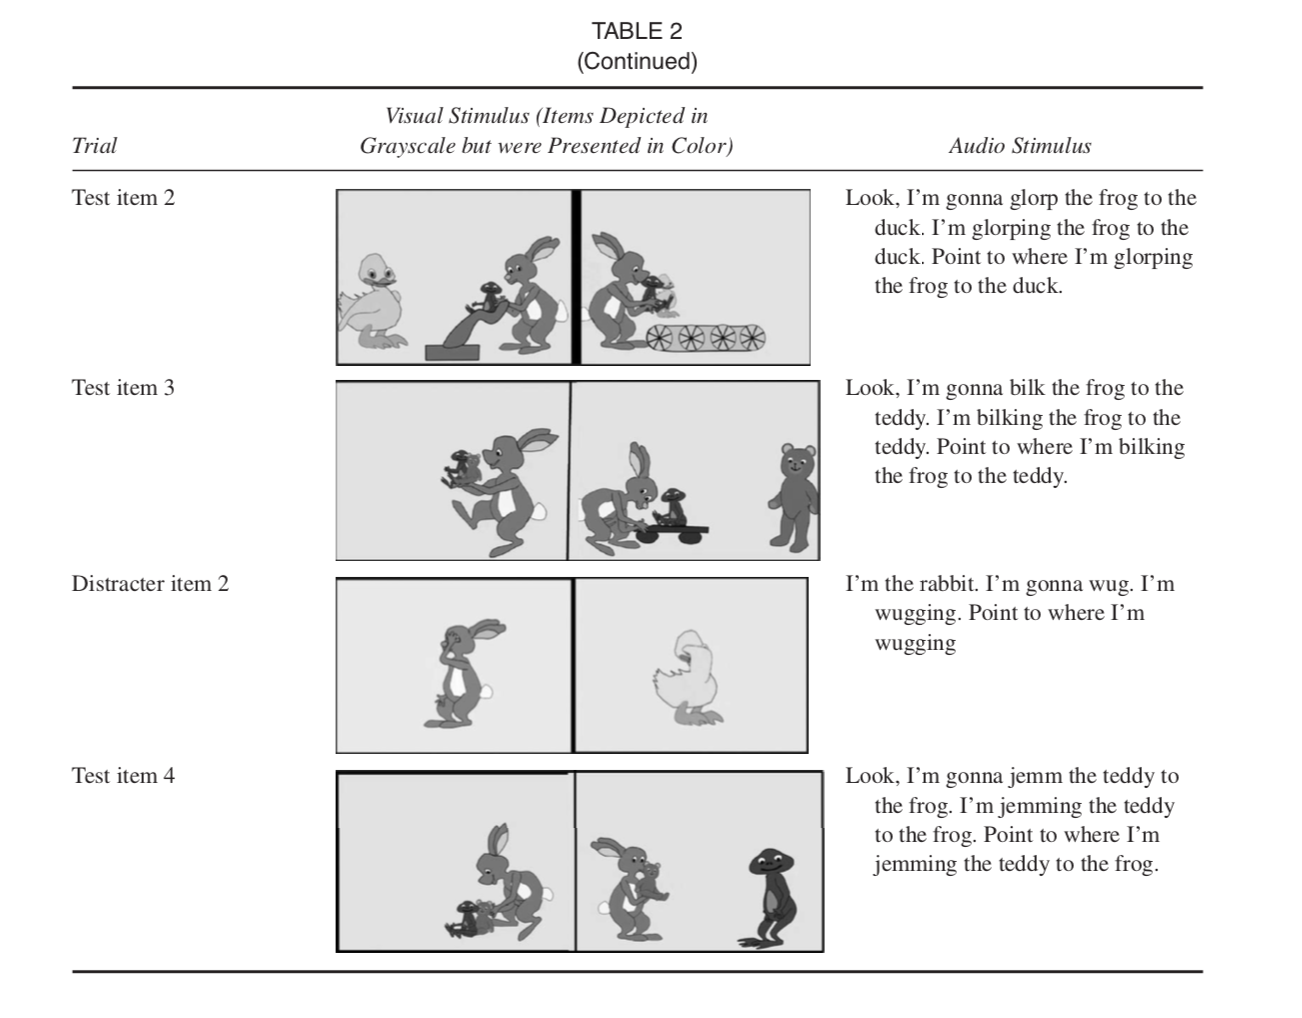 TABLE 2
(Continued)
Visual Stimulus (Items Depicted in
Trial Grayscale but were Presented in Color) Audio Stimulus
Test item 2 Look, I’m gonna glorp the frog to the
duck. I’m glorping the frog to the
duck. Point to where I’m glorping
the frog to the duck.
Test item 3 Look, I’m gonna bilk the frog to the
teddy. I’m bilking the frog to the
teddy. Point to where I’m bilking
the frog to the teddy.
Distracter item 2 I’m the rabbit. I’m gonna wug. I’m
wugging. Point to where I’m
wugging
Test item 4 Look, I’m gonna jemm the teddy to
the frog. I’m jemming the teddy
to the frog. Point to where I’m
jemming the teddy to the frog.